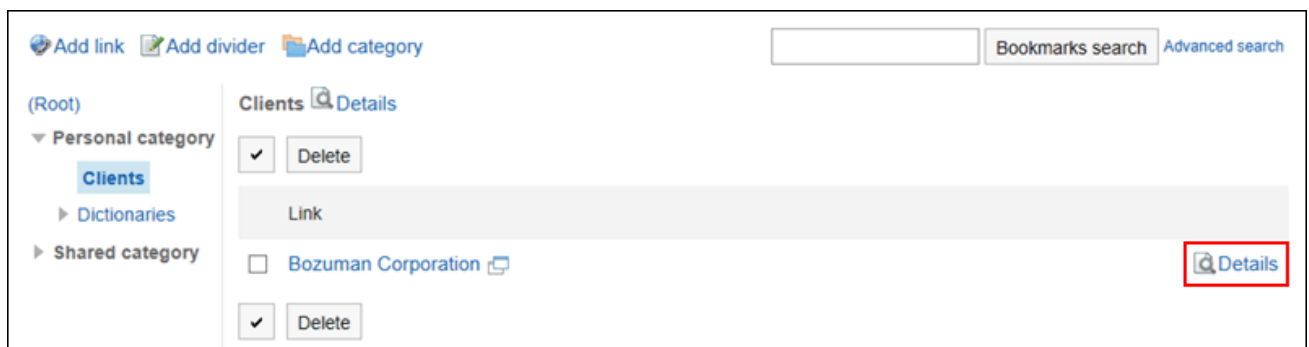 Add link Add divider Add category Bookmarks search Advanced search
(Root)
Personal category
Clients
Dictionaries
Shared category
Clients Details
Delete
Link
Bozuman Corporation Details
Delete